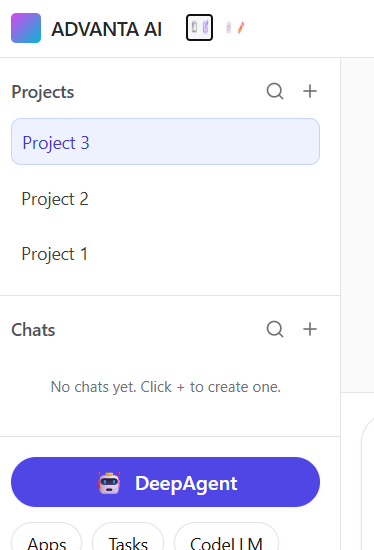 ADVANTA AI
Projects
Project 3
Project 2
Project 1
Chats
No chats yet. Click + to create one.
DeepAgent
Apps
Tasks
CodeLLM